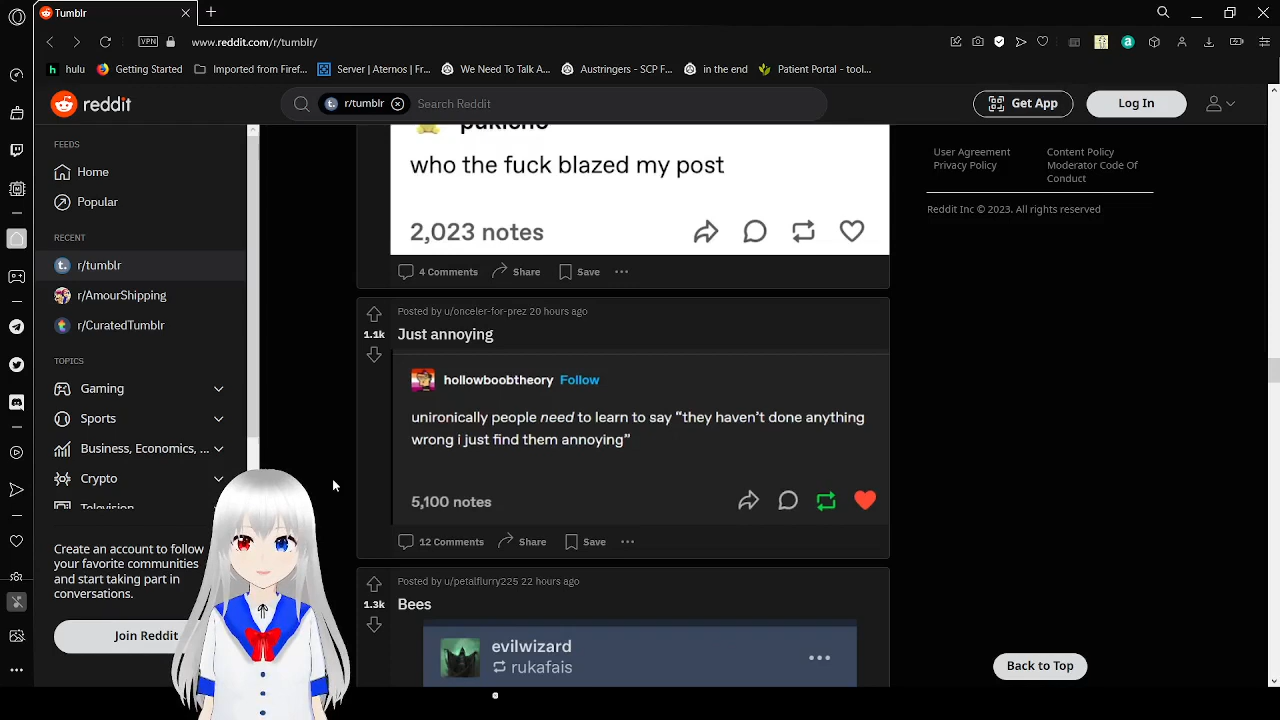 Tumblr
VPN
www.reddit.com/r/tumblr/
hulu
Getting Started
Imported from Firef...
Server | Aternos | Fr...
We Need To Talk A...
Austringers - SCP F...
in the end
Patient Portal - tool...
reddit
r/tumblr
Search Reddit
Get App
Log In
FEEDS
Home
Popular
RECENT
r/tumblr
r/AmourShipping
r/CuratedTumblr
TOPICS
Gaming
Sports
Business, Economics, ...
Crypto
Television
Create an account to follow
your favorite communities
and start taking part in
conversations.
Join Reddit
pukicho
who the fuck blazed my post
2,023 notes
4 Comments
Share
Save
1.1k
Posted by u/onceler-for-prez 20 hours ago
Just annoying
hollowboobtheory Follow
unironically people need to learn to say “they haven’t done anything
wrong i just find them annoying”
5,100 notes
12 Comments
Share
Save
1.3k
Posted by u/petalflurry225 22 hours ago
Bees
evilwizard
rukafais
User Agreement
Privacy Policy
Content Policy
Moderator Code Of
Conduct
Reddit Inc © 2023. All rights reserved
Back to Top